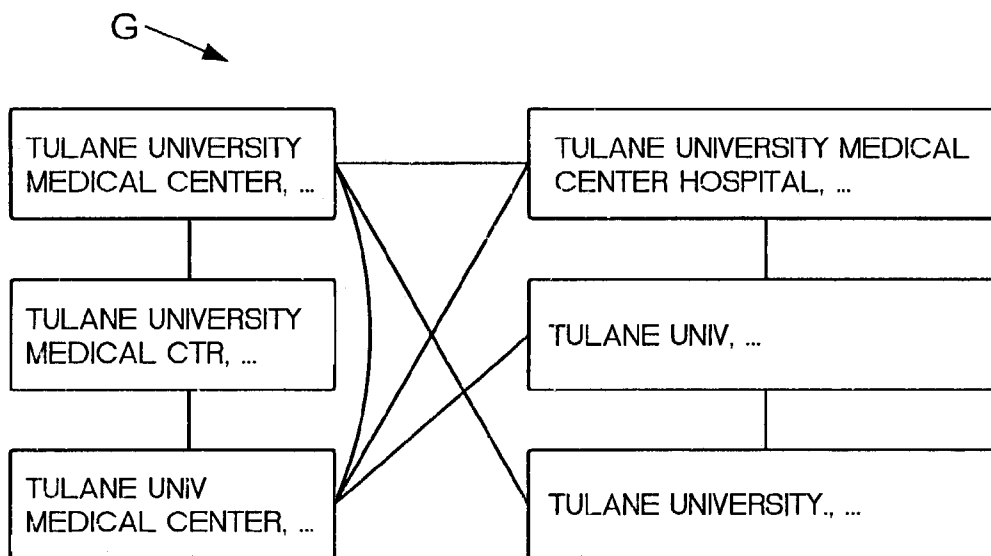 G
TULANE UNIVERSITY
MEDICAL CENTER, ...
TULANE UNIVERSITY MEDICAL
CENTER HOSPITAL, ...
TULANE UNIVERSITY
MEDICAL CTR, ...
TULANE UNIV, ...
TULANE UNiV
MEDICAL CENTER, ...
TULANE UNIVERSITY., ...